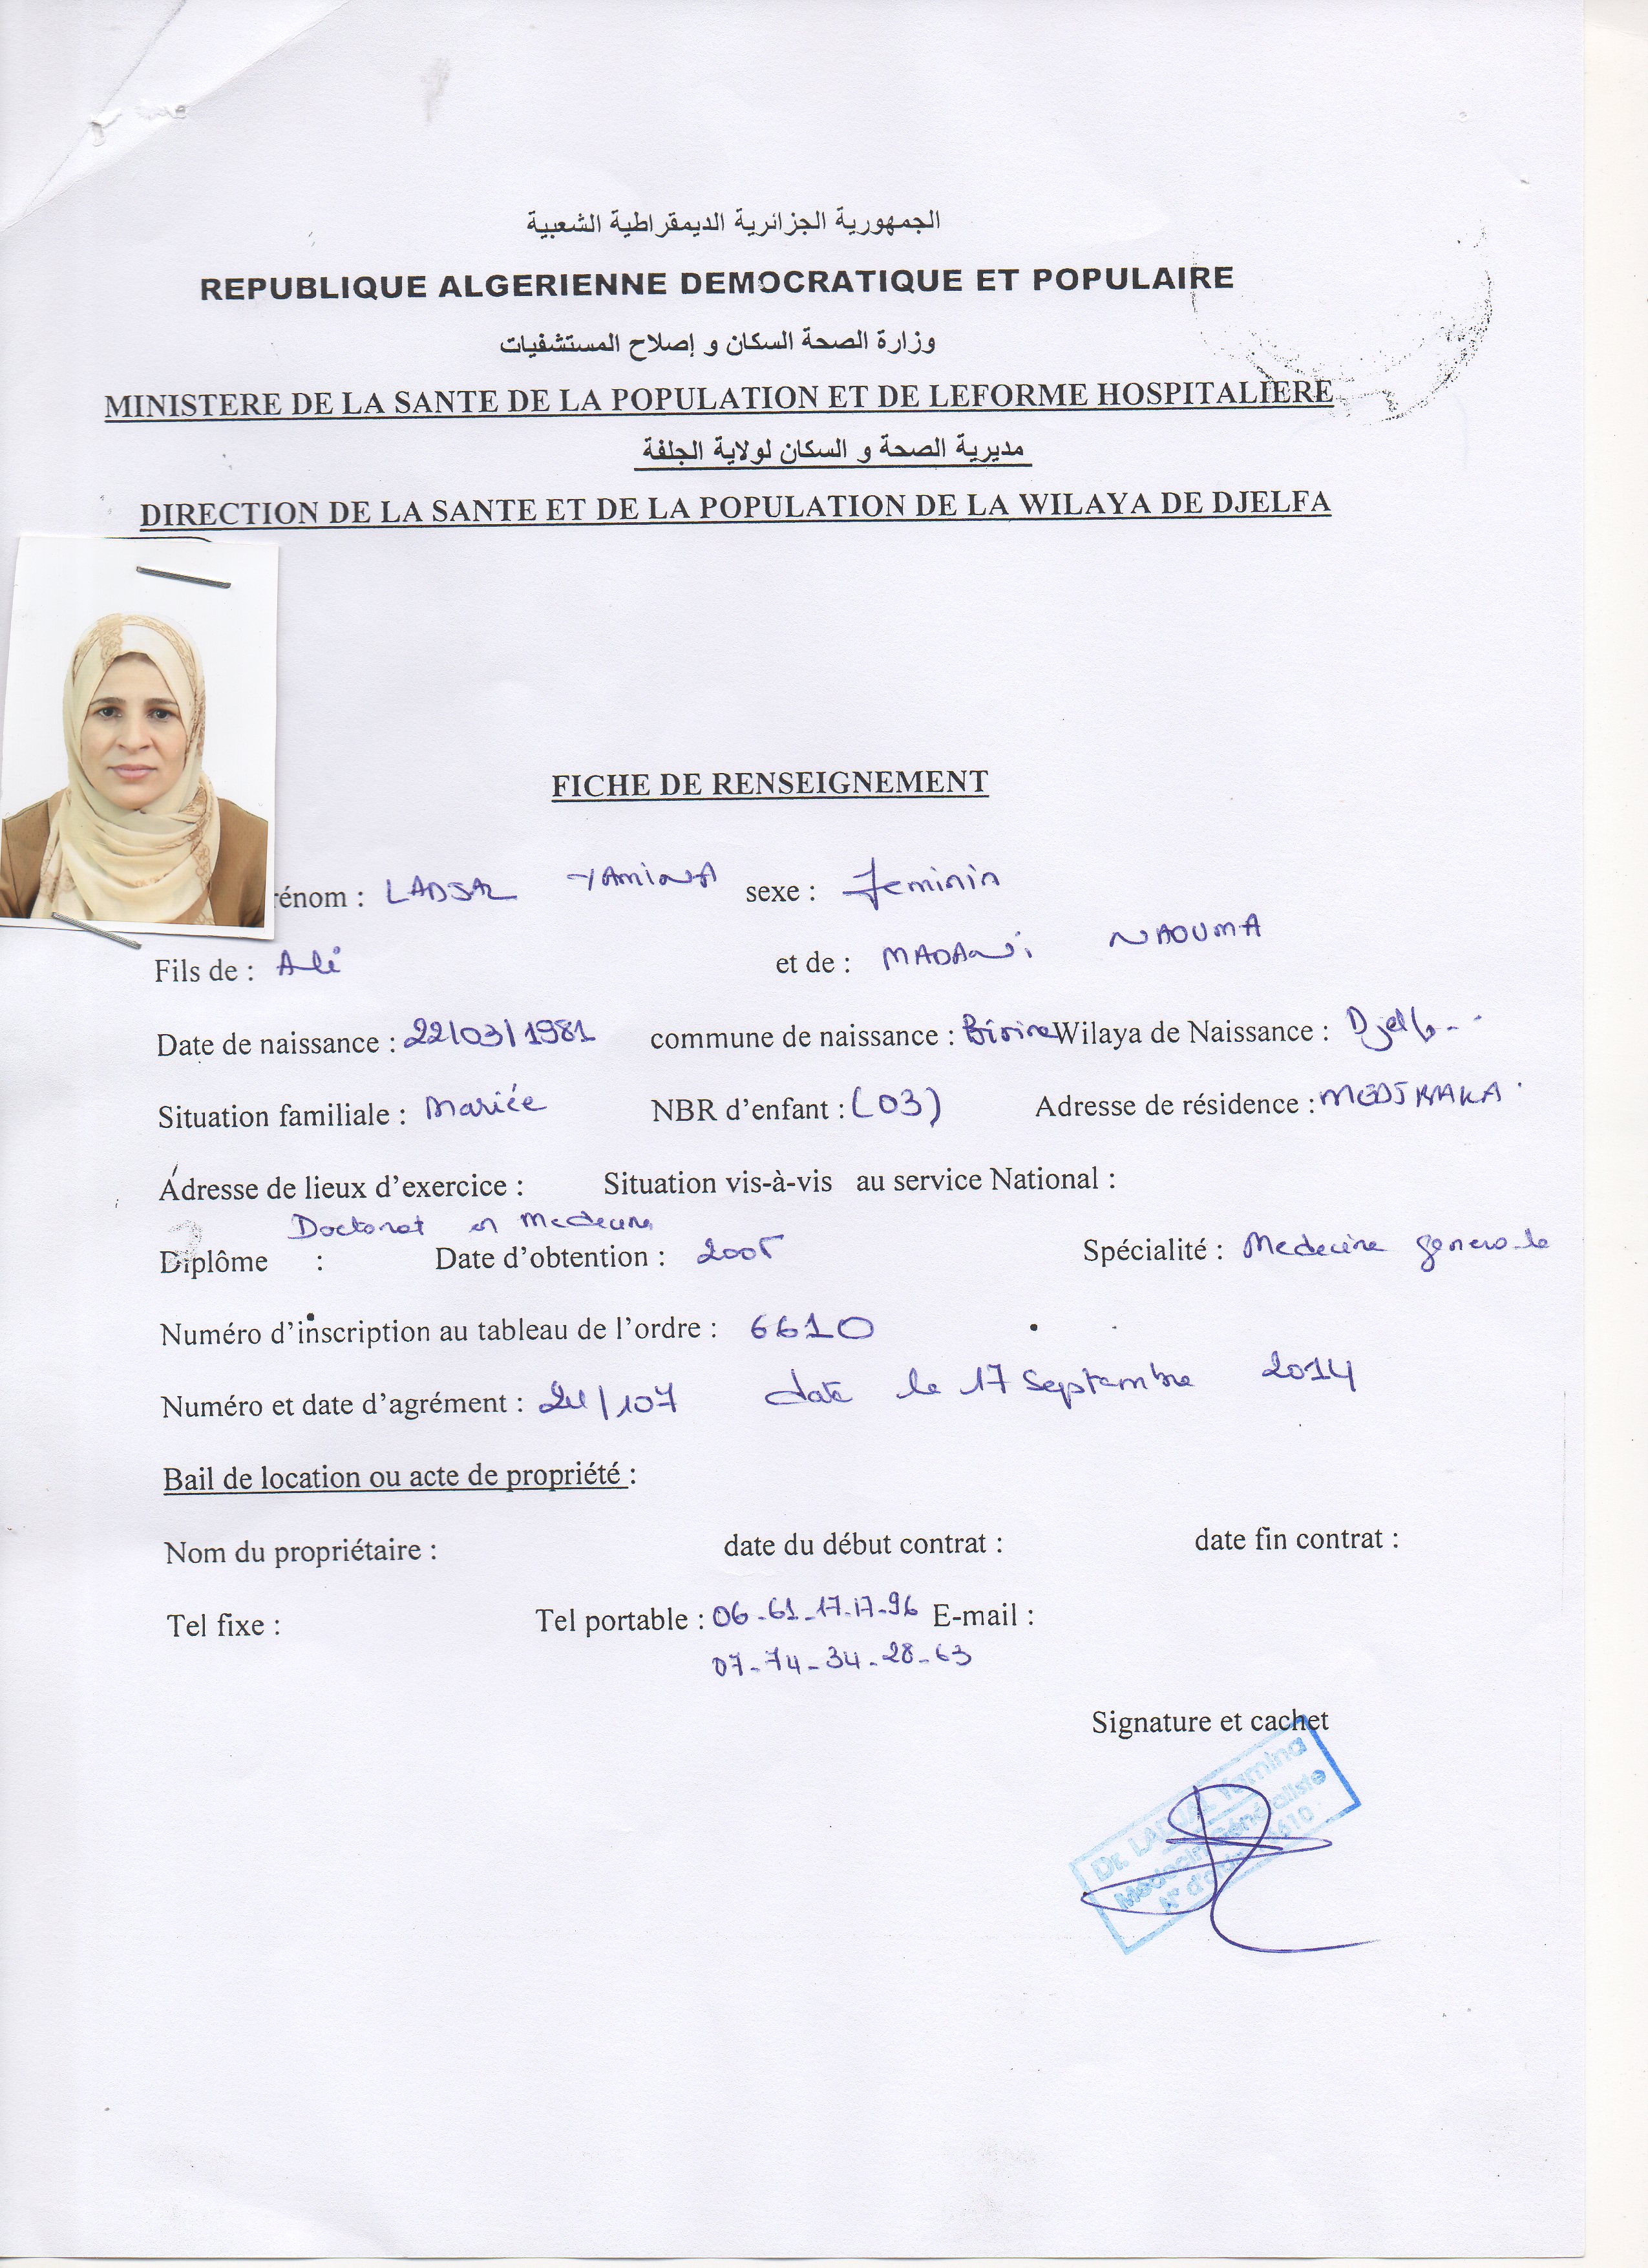 الجمهورية الجزائرية الديمقراطية الشعبية
REPUBLIQUE ALGERIENNE DEMOCRATIQUE ET POPULAIRE
وزارة الصحة السكان و إصلاح المستشفيات
MINISTERE DE LA SANTE DE LA POPULATION ET DE LEFORME HOSPITALIERE
مديرية الصحة و السكان لولاية الجلفة
DIRECTION DE LA SANTE ET DE LA POPULATION DE LA WILAYA DE DJELFA
FICHE DE RENSEIGNEMENT
rénom : LADJAL YAMINA sexe : feminin
Fils de : Ali et de : MADANI NAOUMA
Date de naissance : 22/03/1981 commune de naissance : Birine Wilaya de Naissance : Djelfa
Situation familiale : Mariée NBR d'enfant : (03) Adresse de résidence :
Adresse de lieux d'exercice : Situation vis-à-vis au service National :
Doctorat en Medecine
Diplôme : Date d'obtention : 2005 Spécialité : Medecine generale
Numéro d'inscription au tableau de l'ordre : 6610
Numéro et date d'agrément : /107 date le 17 Septembre 2014
Bail de location ou acte de propriété :
Nom du propriétaire : date du début contrat : date fin contrat :
Tel fixe : Tel portable : 06-61-17-17-96 E-mail :
07-74-34-28-63
Signature et cachet
Dr. LADJAL Yamina
Medecin Généraliste
N° d'ordre 6610